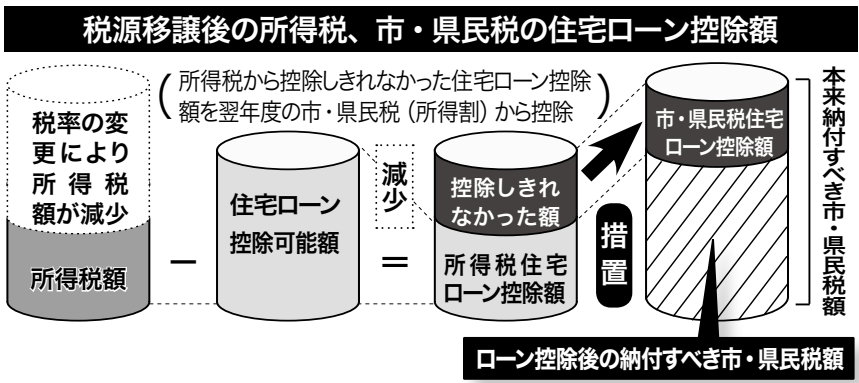 税源移譲後の所得税、市・県民税の住宅ローン控除額
所得税から控除しきれなかった住宅ローン控除
額を翌年度の市・県民税（所得割）から控除
税率の変
更により
所得税
額が減少
所得税額
－
住宅ローン
控除可能額
減少
＝
控除しきれ
なかった額
所得税住宅
ローン控除額
措置
市・県民税住宅
ローン控除額
本来納付すべき市・県民税額
ローン控除後の納付すべき市・県民税額